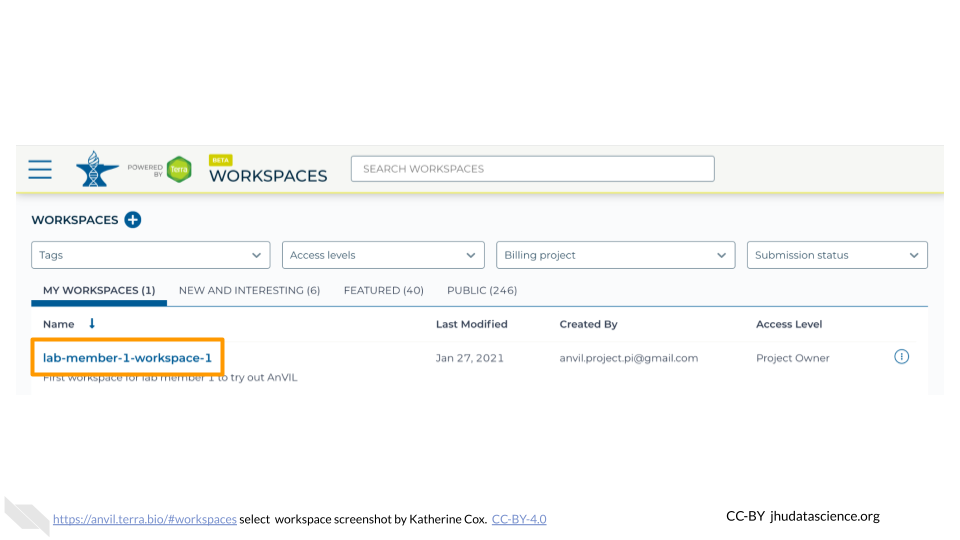 POWERED BY
terra
BETA
WORKSPACES
SEARCH WORKSPACES
WORKSPACES
Tags
Access levels
Billing project
Submission status
MY WORKSPACES (1) NEW AND INTERESTING (6) FEATURED (40) PUBLIC (246)
Name Last Modified Created By Access Level
lab-member-1-workspace-1 Jan 27, 2021 anvil.project.pi@gmail.com Project Owner
First workspace for lab member 1 to try out AnVIL
https://anvil.terra.bio/#workspaces select workspace screenshot by Katherine Cox. CC-BY-4.0
CC-BY jhudatascience.org